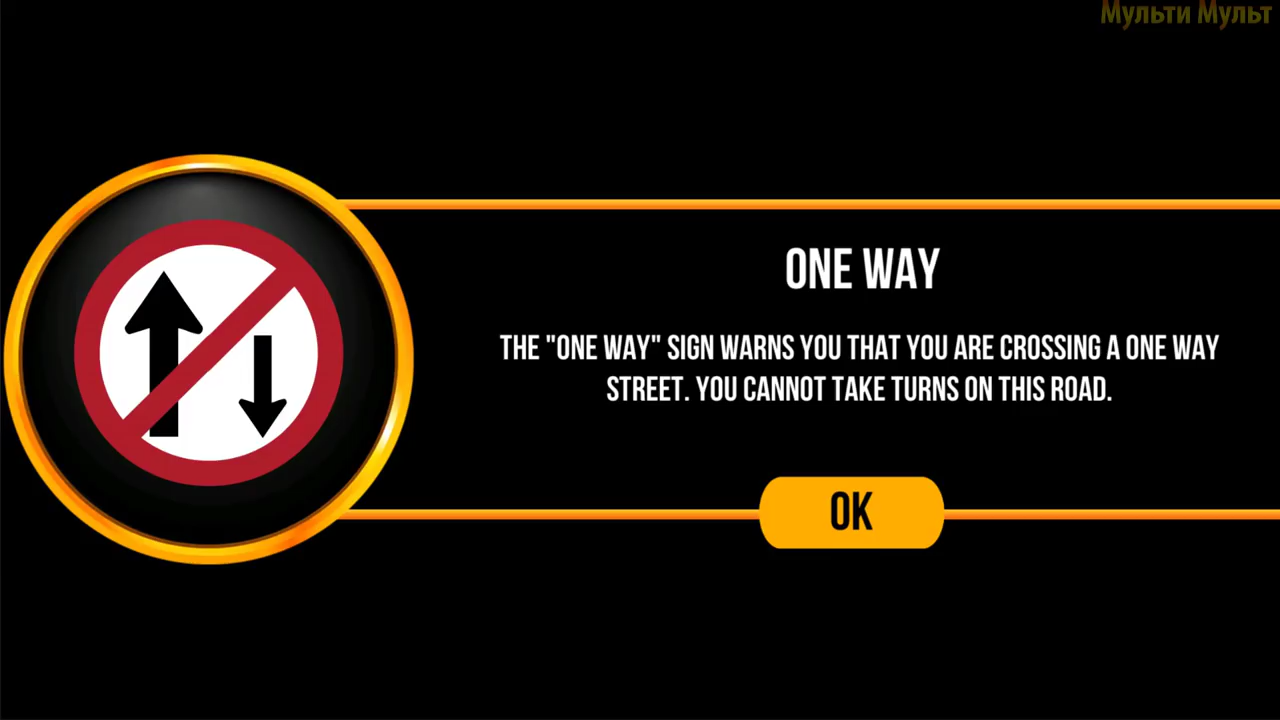 Мульти Мульт
ONE WAY
THE "ONE WAY" SIGN WARNS YOU THAT YOU ARE CROSSING A ONE WAY
STREET. YOU CANNOT TAKE TURNS ON THIS ROAD.
OK